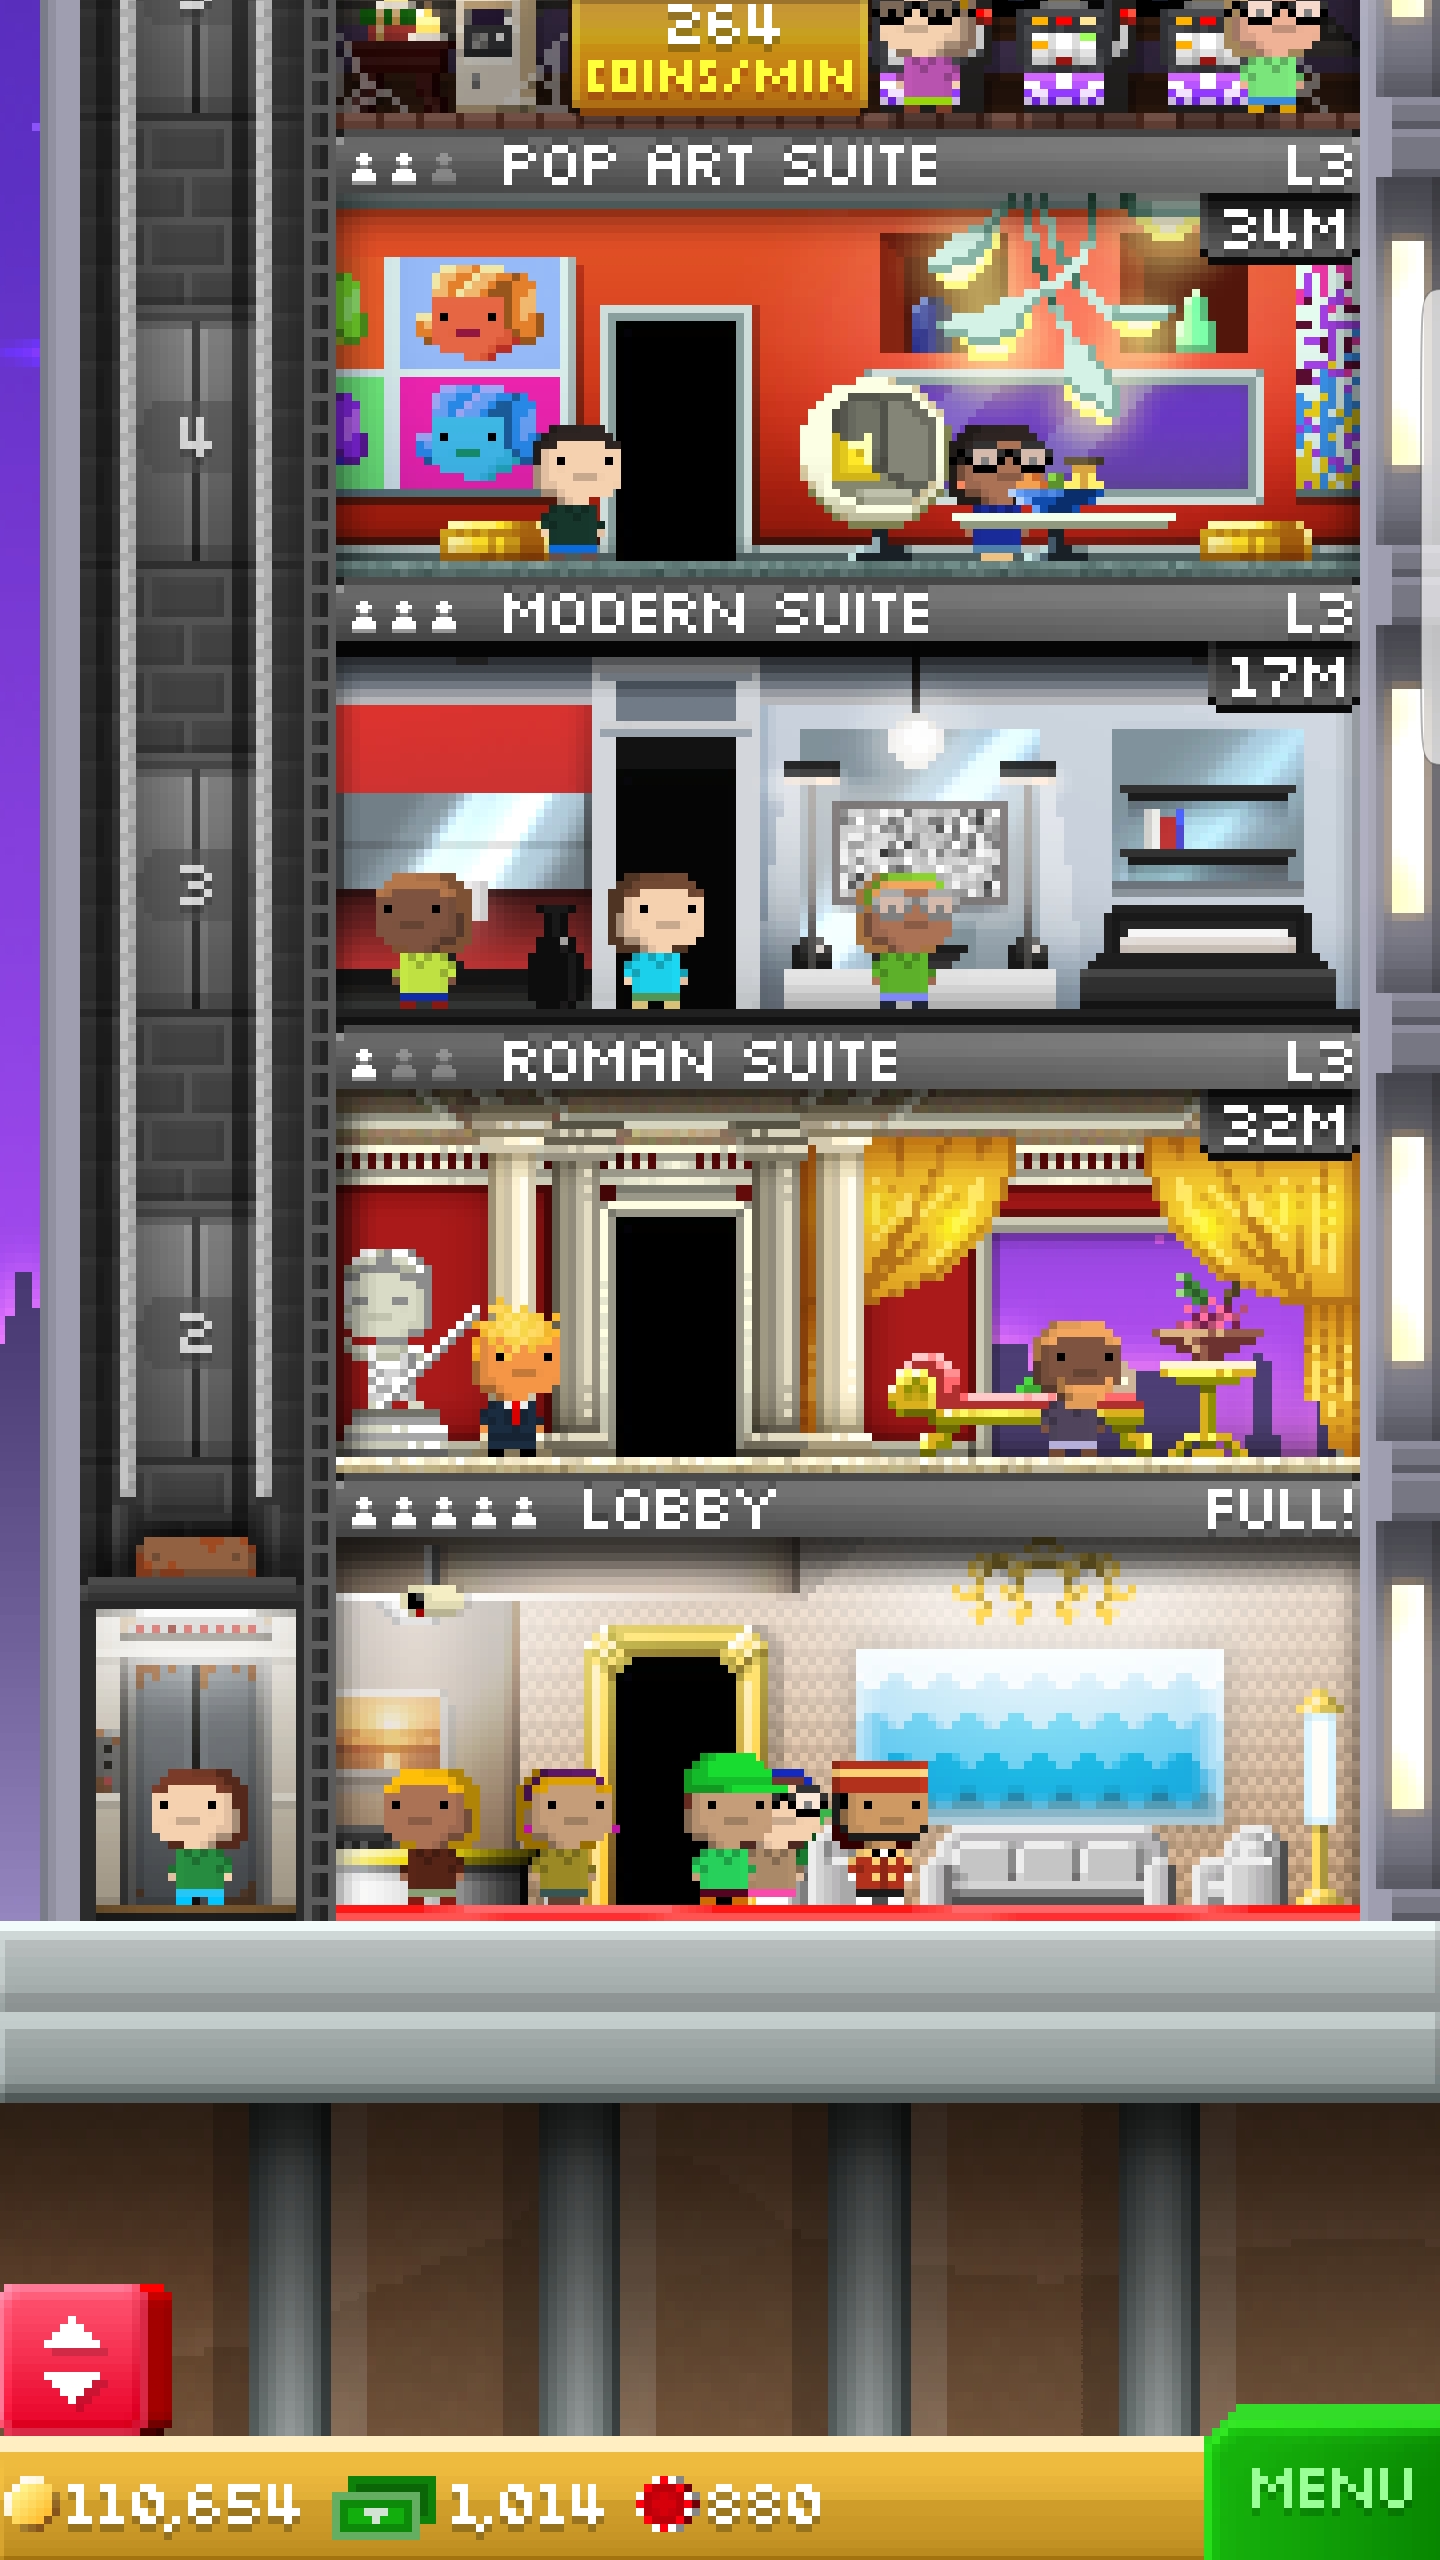 264
COINS/MIN
POP ART SUITE L3
34M
4
MODERN SUITE L3
17M
3
ROMAN SUITE L3
32M
2
LOBBY FULL!
MENU
110,654 1,014 880